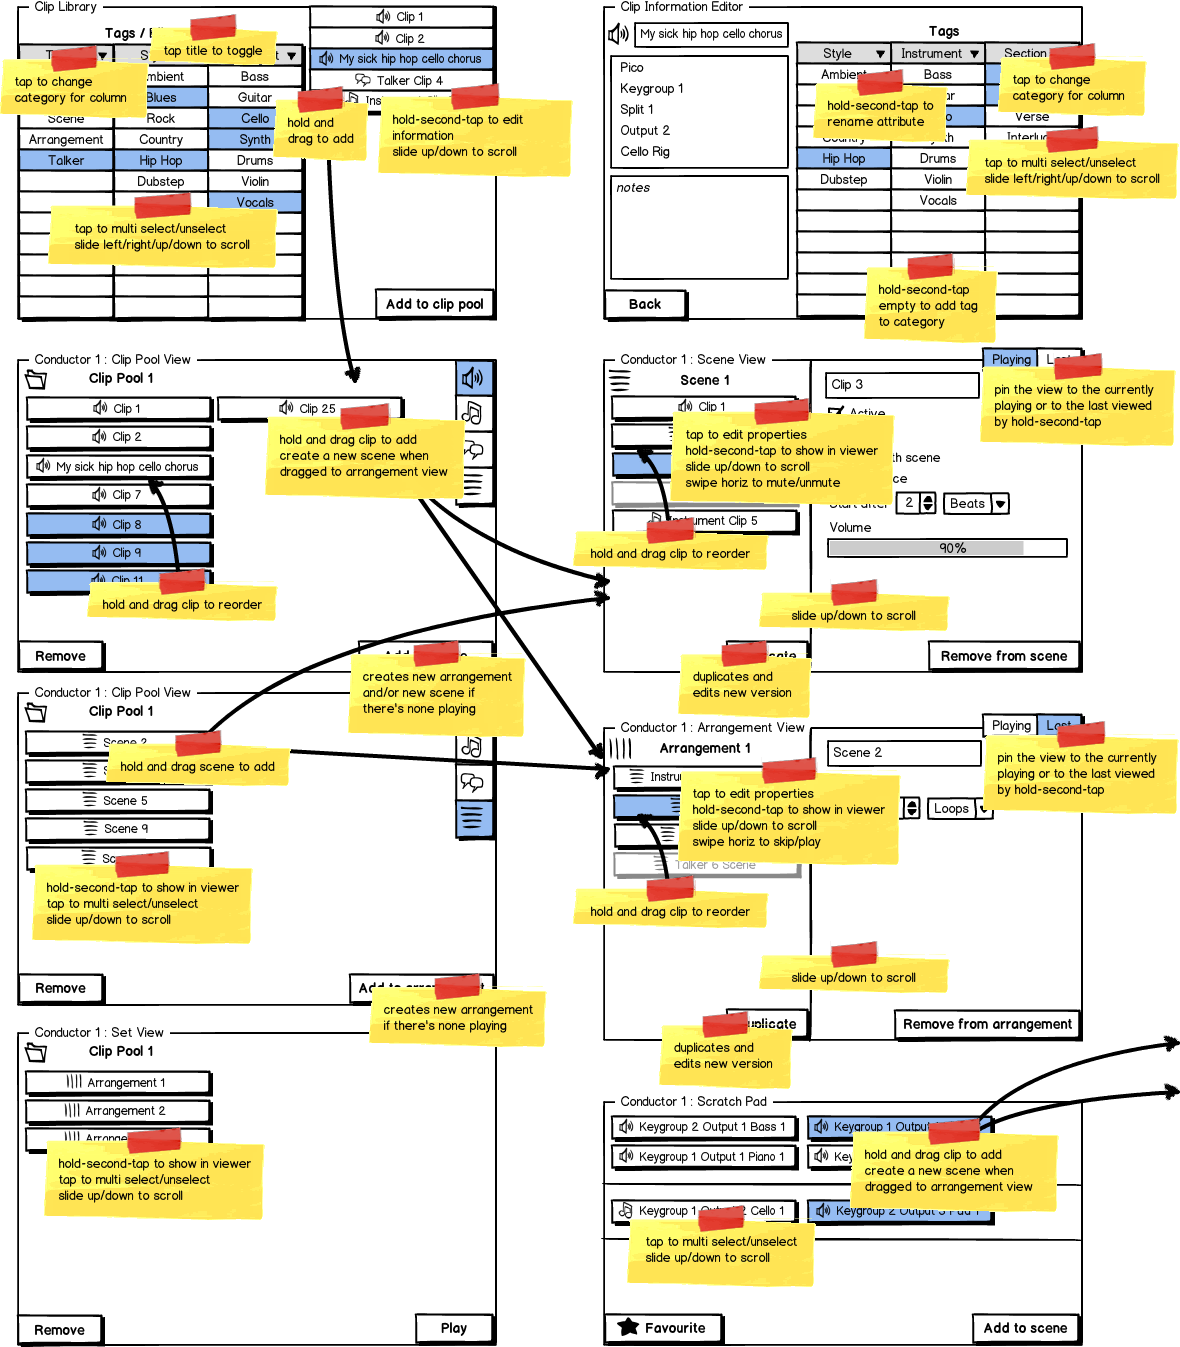 Clip Library
Tags /
tap title to toggle
tap to change
category for column
Ambient
Blues
Scene
Rock
Arrangement
Country
Talker
Hip Hop
Dubstep
Bass
Guitar
Cello
Synth
Drums
Violin
Vocals
tap to multi select/unselect
slide left/right/up/down to scroll
Clip 1
Clip 2
My sick hip hop cello chorus
Talker Clip 4
hold and
drag to add
hold-second-tap to edit
information
slide up/down to scroll
Add to clip pool
Clip Information Editor
My sick hip hop cello chorus
Pico
Keygroup 1
Split 1
Output 2
Cello Rig
notes
Back
Tags
Style
Instrument
Section
Ambient
Bass
hold-second-tap to
rename attribute
tap to change
category for column
Verse
Hip Hop
Drums
Dubstep
Violin
Vocals
tap to multi select/unselect
slide left/right/up/down to scroll
hold-second-tap
empty to add tag
to category
Conductor 1 : Clip Pool View
Clip Pool 1
Clip 1
Clip 25
Clip 2
My sick hip hop cello chorus
Clip 7
Clip 8
Clip 9
Clip 11
hold and drag clip to add
create a new scene when
dragged to arrangement view
hold and drag clip to reorder
Remove
creates new arrangement
and/or new scene if
there's none playing
Conductor 1 : Scene View
Scene 1
Playing
Clip 1
Instrument Clip 5
tap to edit properties
hold-second-tap to show in viewer
slide up/down to scroll
swipe horiz to mute/unmute
hold and drag clip to reorder
Clip 3
Active
scene
Start after
2
Beats
Volume
90%
pin the view to the currently
playing or to the last viewed
by hold-second-tap
slide up/down to scroll
duplicates and
edits new version
Remove from scene
Conductor 1 : Clip Pool View
Clip Pool 1
Scene 2
hold and drag scene to add
Scene 5
Scene 9
hold-second-tap to show in viewer
tap to multi select/unselect
slide up/down to scroll
Remove
Add to
creates new arrangement
if there's none playing
Conductor 1 : Arrangement View
Arrangement 1
Playing
Last
Scene 2
Loops
tap to edit properties
hold-second-tap to show in viewer
slide up/down to scroll
swipe horiz to skip/play
Talker 6 Scene
hold and drag clip to reorder
pin the view to the currently
playing or to the last viewed
by hold-second-tap
slide up/down to scroll
Duplicate
duplicates and
edits new version
Remove from arrangement
Conductor 1 : Set View
Clip Pool 1
Arrangement 1
Arrangement 2
hold-second-tap to show in viewer
tap to multi select/unselect
slide up/down to scroll
Remove
Play
Conductor 1 : Scratch Pad
Keygroup 2 Output 1 Bass 1
Keygroup 1 Output
Keygroup 1 Output 1 Piano 1
hold and drag clip to add
create a new scene when
dragged to arrangement view
Keygroup 1 Output 2 Cello 1
Keygroup 2 Output 3 Pad 1
tap to multi select/unselect
slide up/down to scroll
Favourite
Add to scene